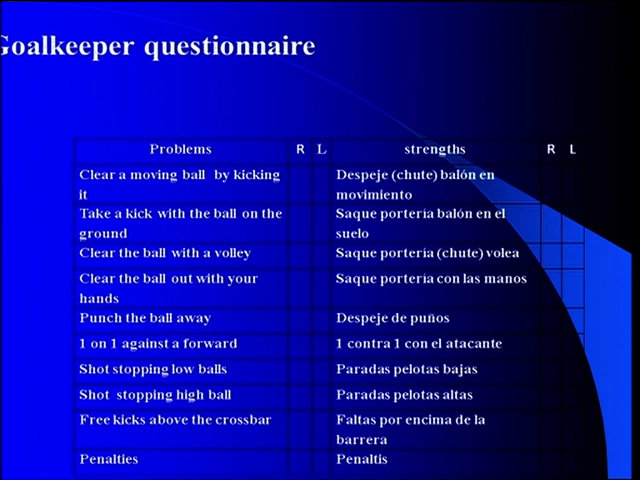 Goalkeeper questionnaire
Problems R L strengths R L
Clear a moving ball by kicking it Despeje (chute) balón en movimiento
Take a kick with the ball on the ground Saque portería balón en el suelo
Clear the ball with a volley Saque portería (chute) volea
Clear the ball out with your hands Saque portería con las manos
Punch the ball away Despeje de puños
1 on 1 against a forward 1 contra 1 con el atacante
Shot stopping low balls Paradas pelotas bajas
Shot stopping high ball Paradas pelotas altas
Free kicks above the crossbar Faltas por encima de la barrera
Penalties Penaltis